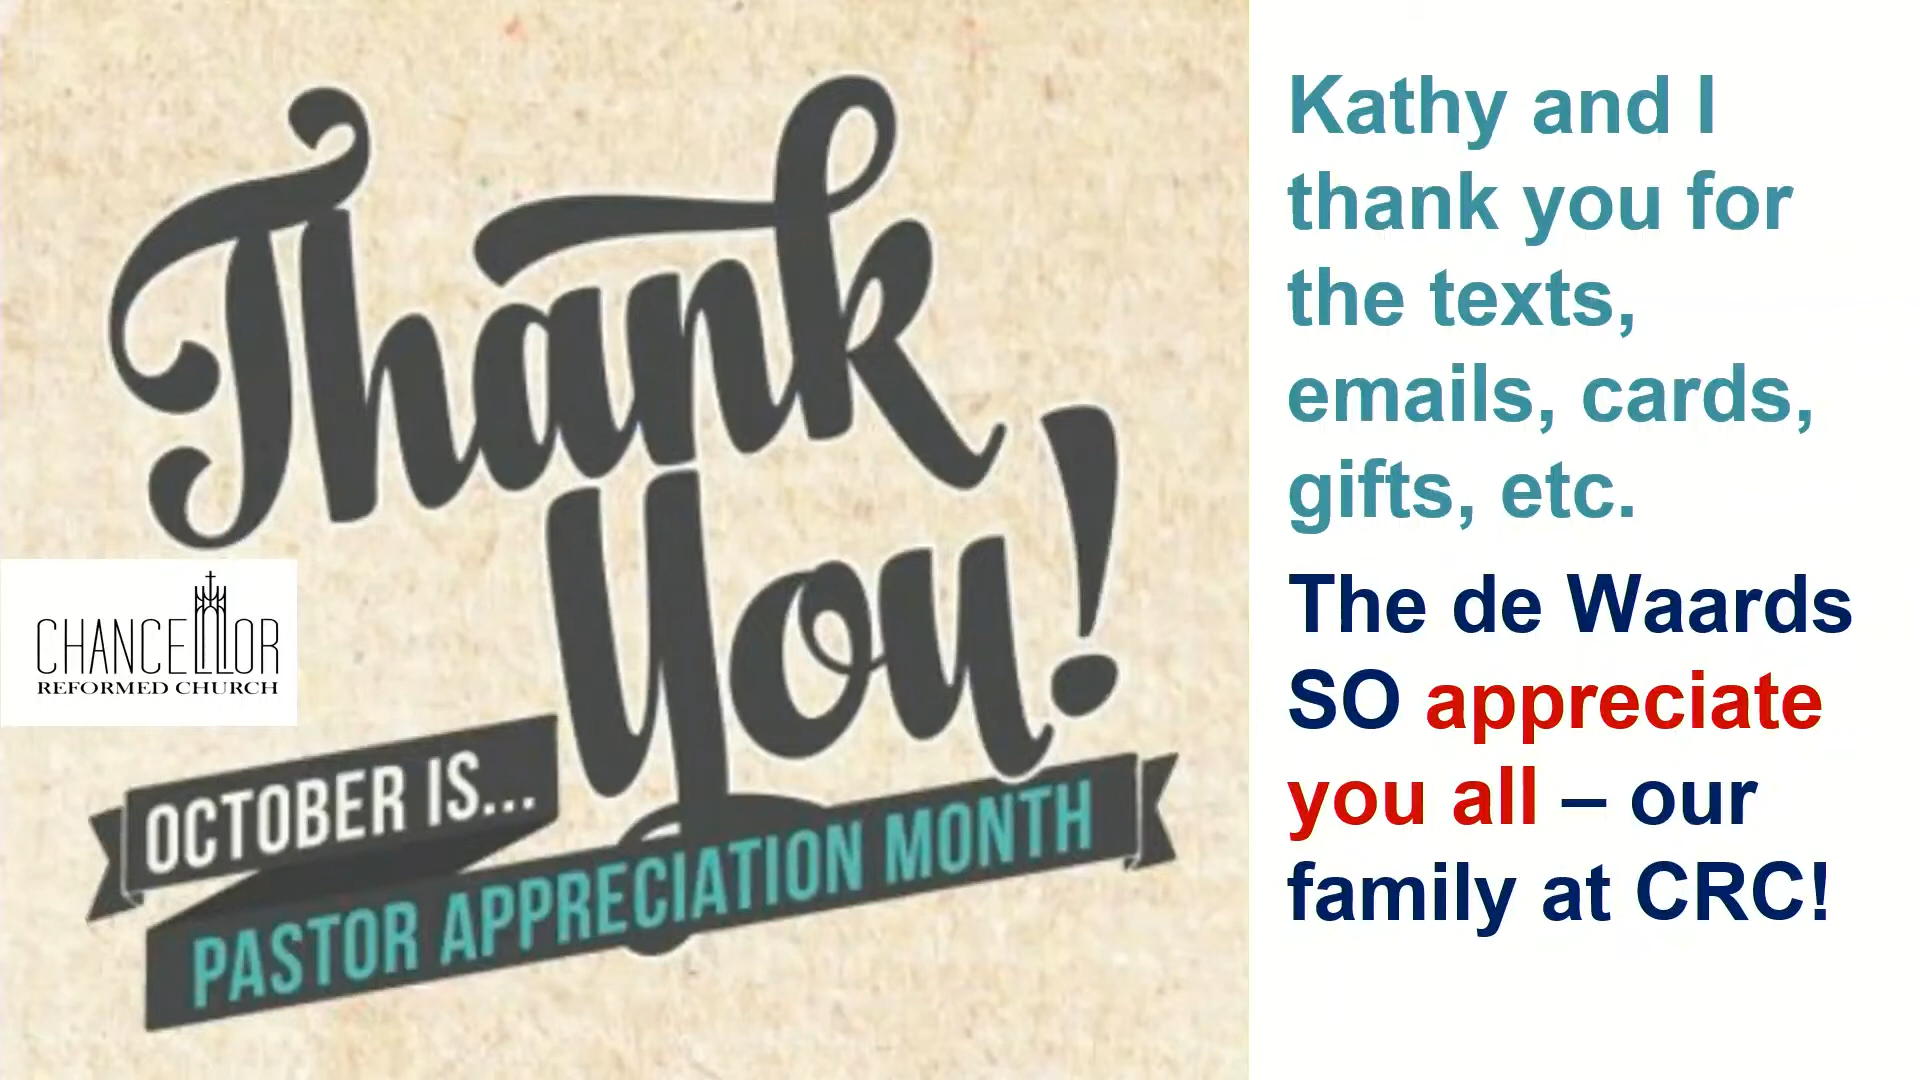 Thank
You!
CHANCELLOR
REFORMED CHURCH
OCTOBER IS...
PASTOR APPRECIATION MONTH
Kathy and I
thank you for
the texts,
emails, cards,
gifts, etc.
The de Waards
SO appreciate
you all – our
family at CRC!